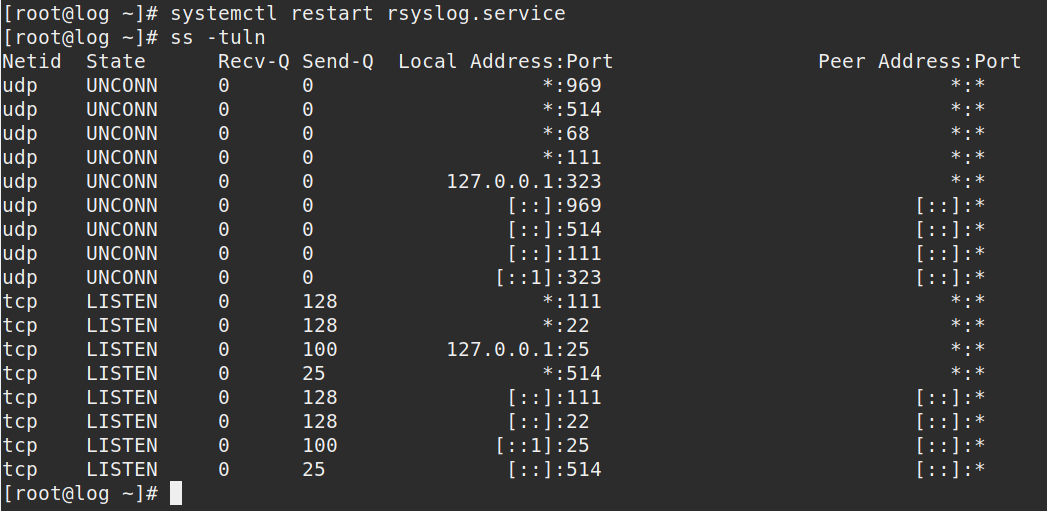 [root@log ~]# systemctl restart rsyslog.service
[root@log ~]# ss -tuln
Netid  State      Recv-Q Send-Q  Local Address:Port                 Peer Address:Port
udp    UNCONN     0      0                   *:969                             *:*
udp    UNCONN     0      0                   *:514                             *:*
udp    UNCONN     0      0                   *:68                              *:*
udp    UNCONN     0      0                   *:111                             *:*
udp    UNCONN     0      0           127.0.0.1:323                             *:*
udp    UNCONN     0      0                [::]:969                          [::]:*
udp    UNCONN     0      0                [::]:514                          [::]:*
udp    UNCONN     0      0                [::]:111                          [::]:*
udp    UNCONN     0      0               [::1]:323                          [::]:*
tcp    LISTEN     0      128                 *:111                             *:*
tcp    LISTEN     0      128                 *:22                              *:*
tcp    LISTEN     0      100         127.0.0.1:25                              *:*
tcp    LISTEN     0      25                  *:514                             *:*
tcp    LISTEN     0      128              [::]:111                          [::]:*
tcp    LISTEN     0      128              [::]:22                           [::]:*
tcp    LISTEN     0      100             [::1]:25                           [::]:*
tcp    LISTEN     0      25               [::]:514                          [::]:*
[root@log ~]#